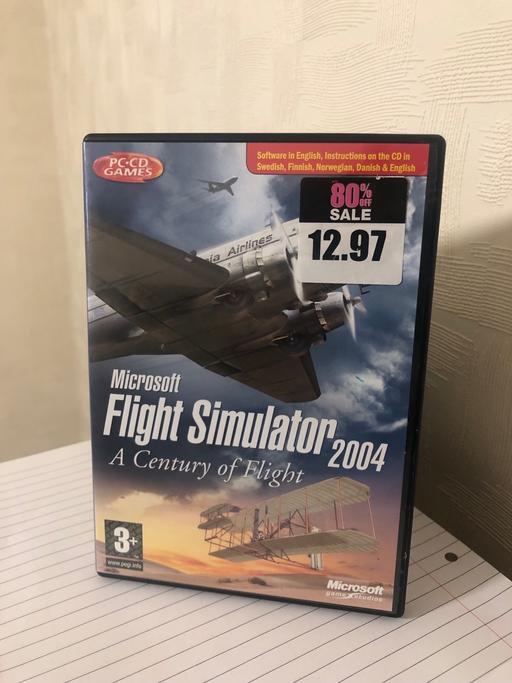 PC·CD
GAMES
Software in English, Instructions on the CD in
Swedish, Finnish, Norwegian, Danish & English
80% OFF
SALE
12.97
ia Airlines
Microsoft
Flight Simulator 2004
A Century of Flight
3+
www.pegi.info
Microsoft
game studios